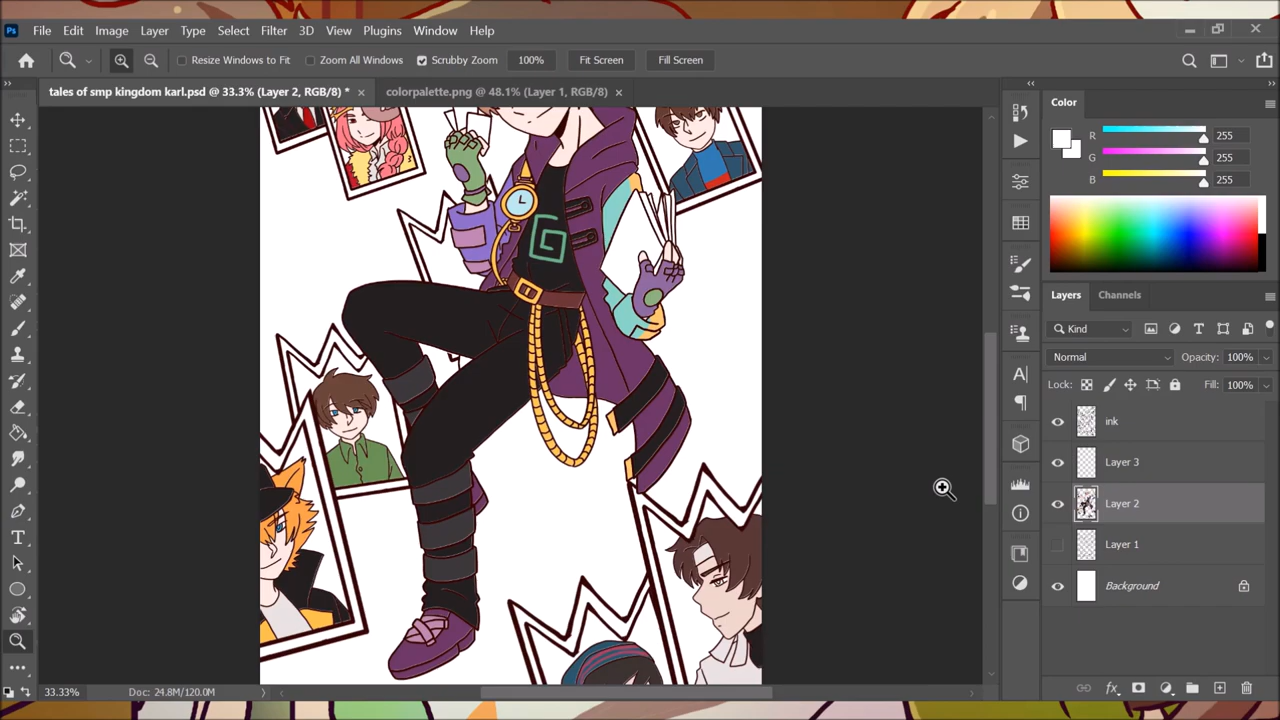 Ps File Edit Image Layer Type Select Filter 3D View Plugins Window Help
Resize Windows to Fit Zoom All Windows Scrubby Zoom 100% Fit Screen Fill Screen
tales of smp kingdom karl.psd @ 33.3% (Layer 2, RGB/8) * × colorpalette.png @ 48.1% (Layer 1, RGB/8) ×
Color
R 255
G 255
B 255
Layers Channels
Kind
Normal Opacity: 100%
Lock: Fill: 100%
ink
Layer 3
Layer 2
Layer 1
Background
33.33% Doc: 24.8M/120.0M